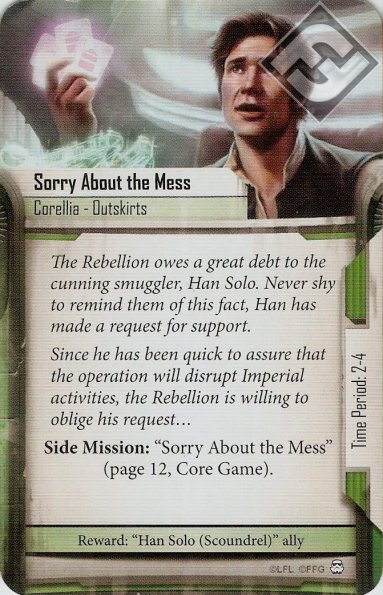 Sorry About the Mess
Corellia - Outskirts
The Rebellion owes a great debt to the
cunning smuggler, Han Solo. Never shy
to remind them of this fact, Han has
made a request for support.
Since he has been quick to assure that
the operation will disrupt Imperial
activities, the Rebellion is willing to
oblige his request…
Side Mission: “Sorry About the Mess”
(page 12, Core Game).
Time Period: 2-4
Reward: “Han Solo (Scoundrel)” ally
©LFL ©FFG